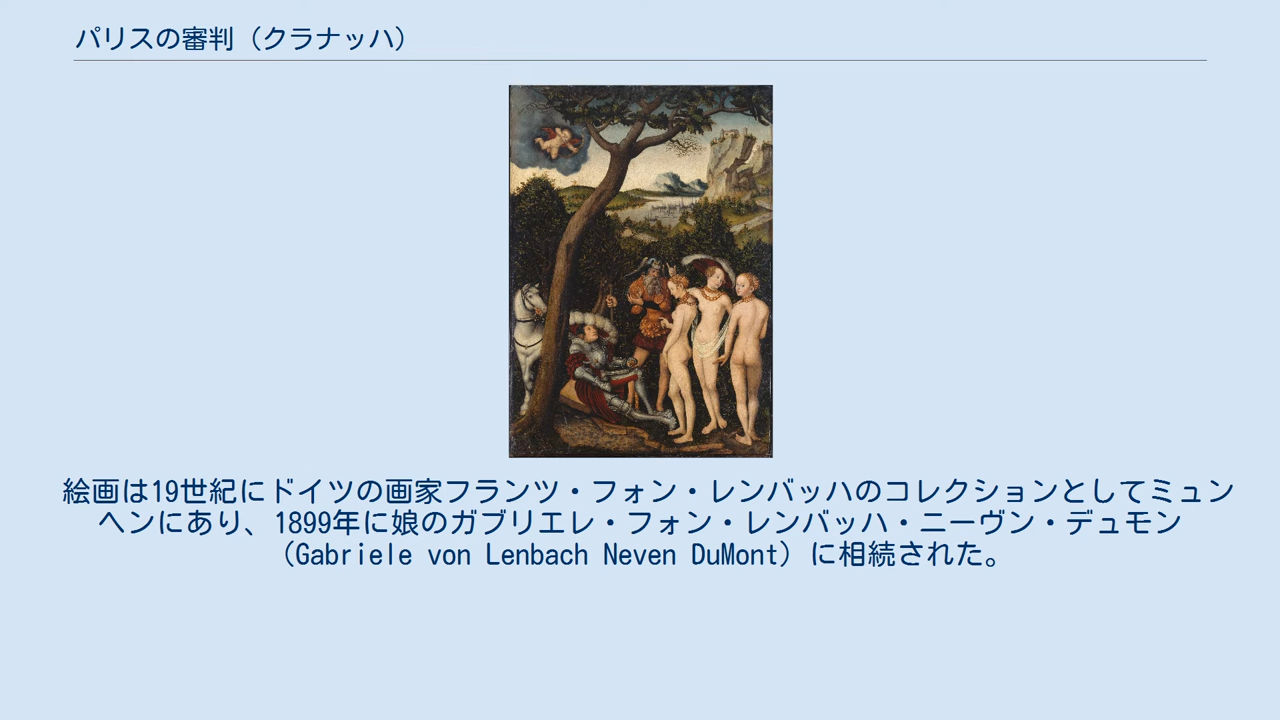 パリスの審判（クラナッハ）
絵画は19世紀にドイツの画家フランツ・フォン・レンバッハのコレクションとしてミュン
ヘンにあり、1899年に娘のガブリエレ・フォン・レンバッハ・ニーヴン・デュモン
（Gabriele von Lenbach Neven DuMont）に相続された。